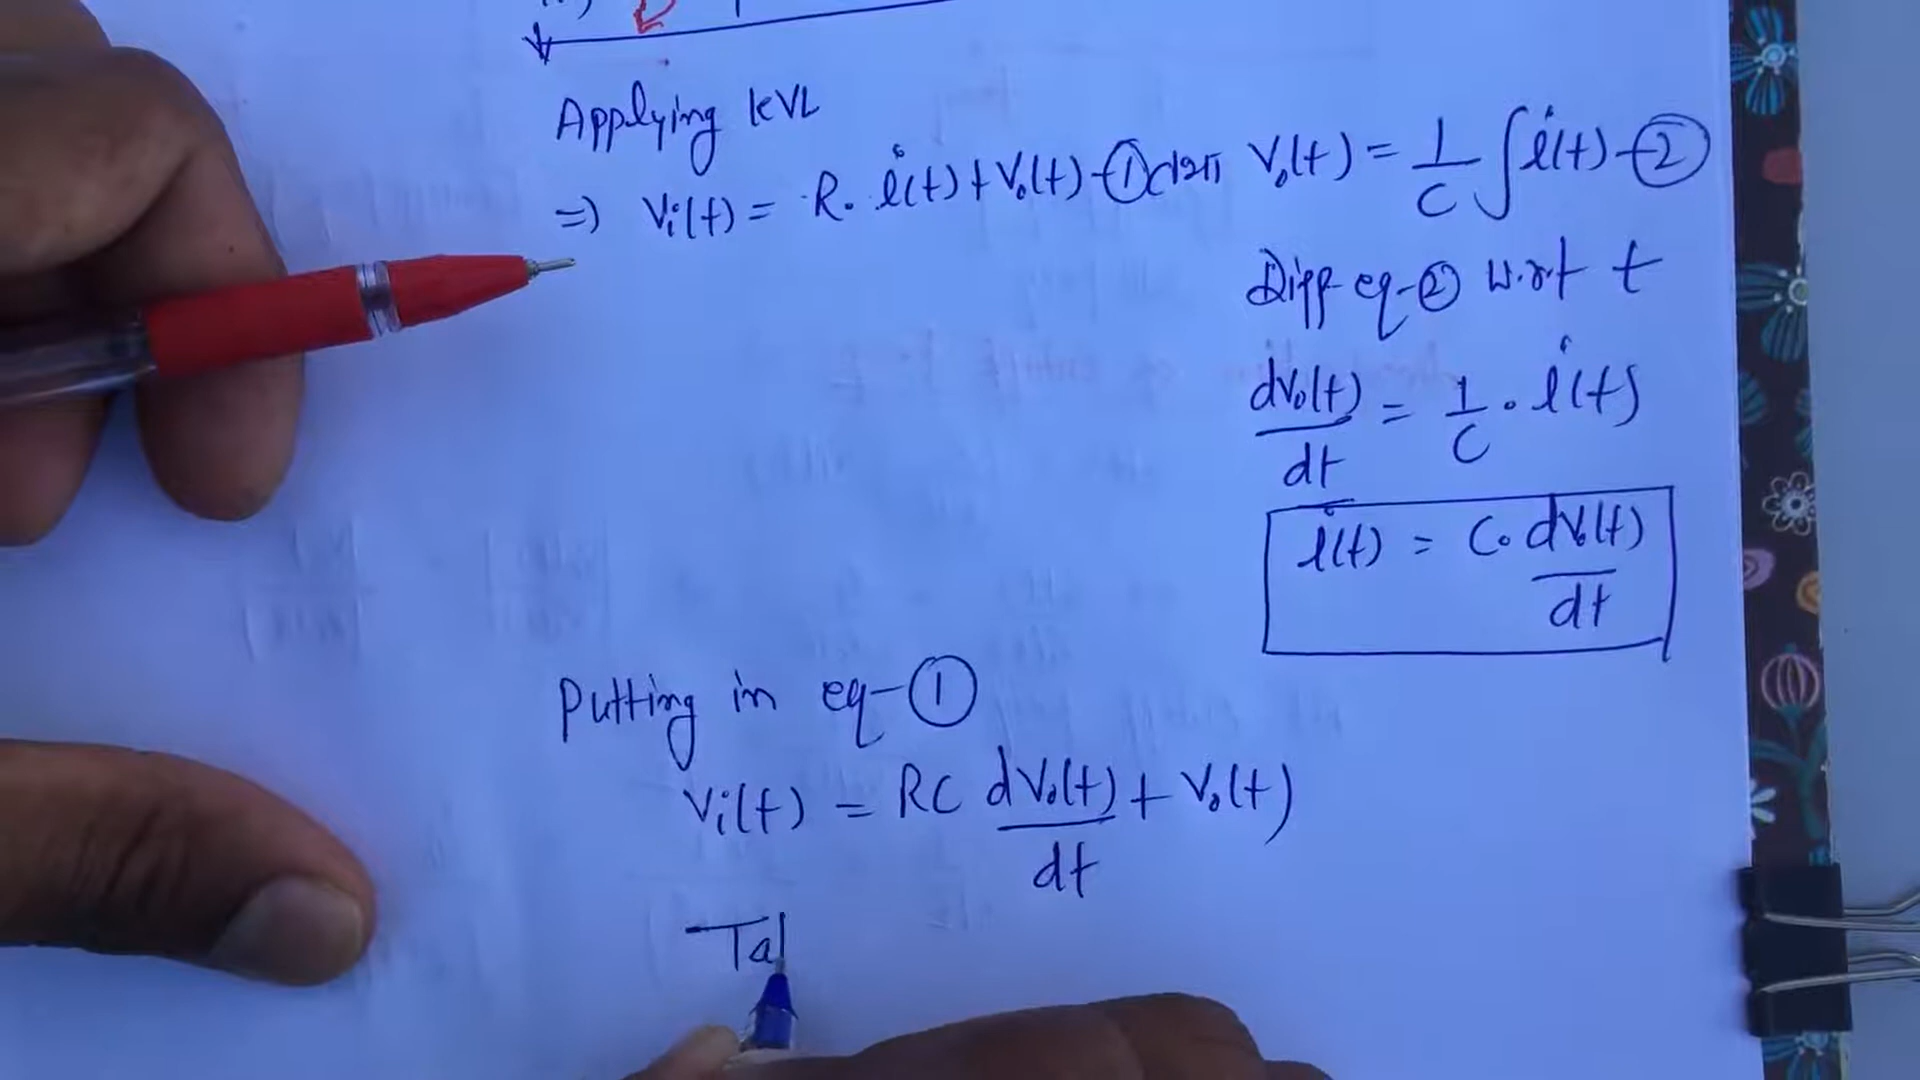 Applying KVL
=> Vi(t) = R. i(t) + Vo(t) - ① और Vo(t) = 1/C ∫ i(t) - ②
Diff eq-② w.r.t t
dVo(t)/dt = 1/C . i(t)
i(t) = C. dVo(t)/dt
Putting in eq-①
Vi(t) = RC dVo(t)/dt + Vo(t)
Tal